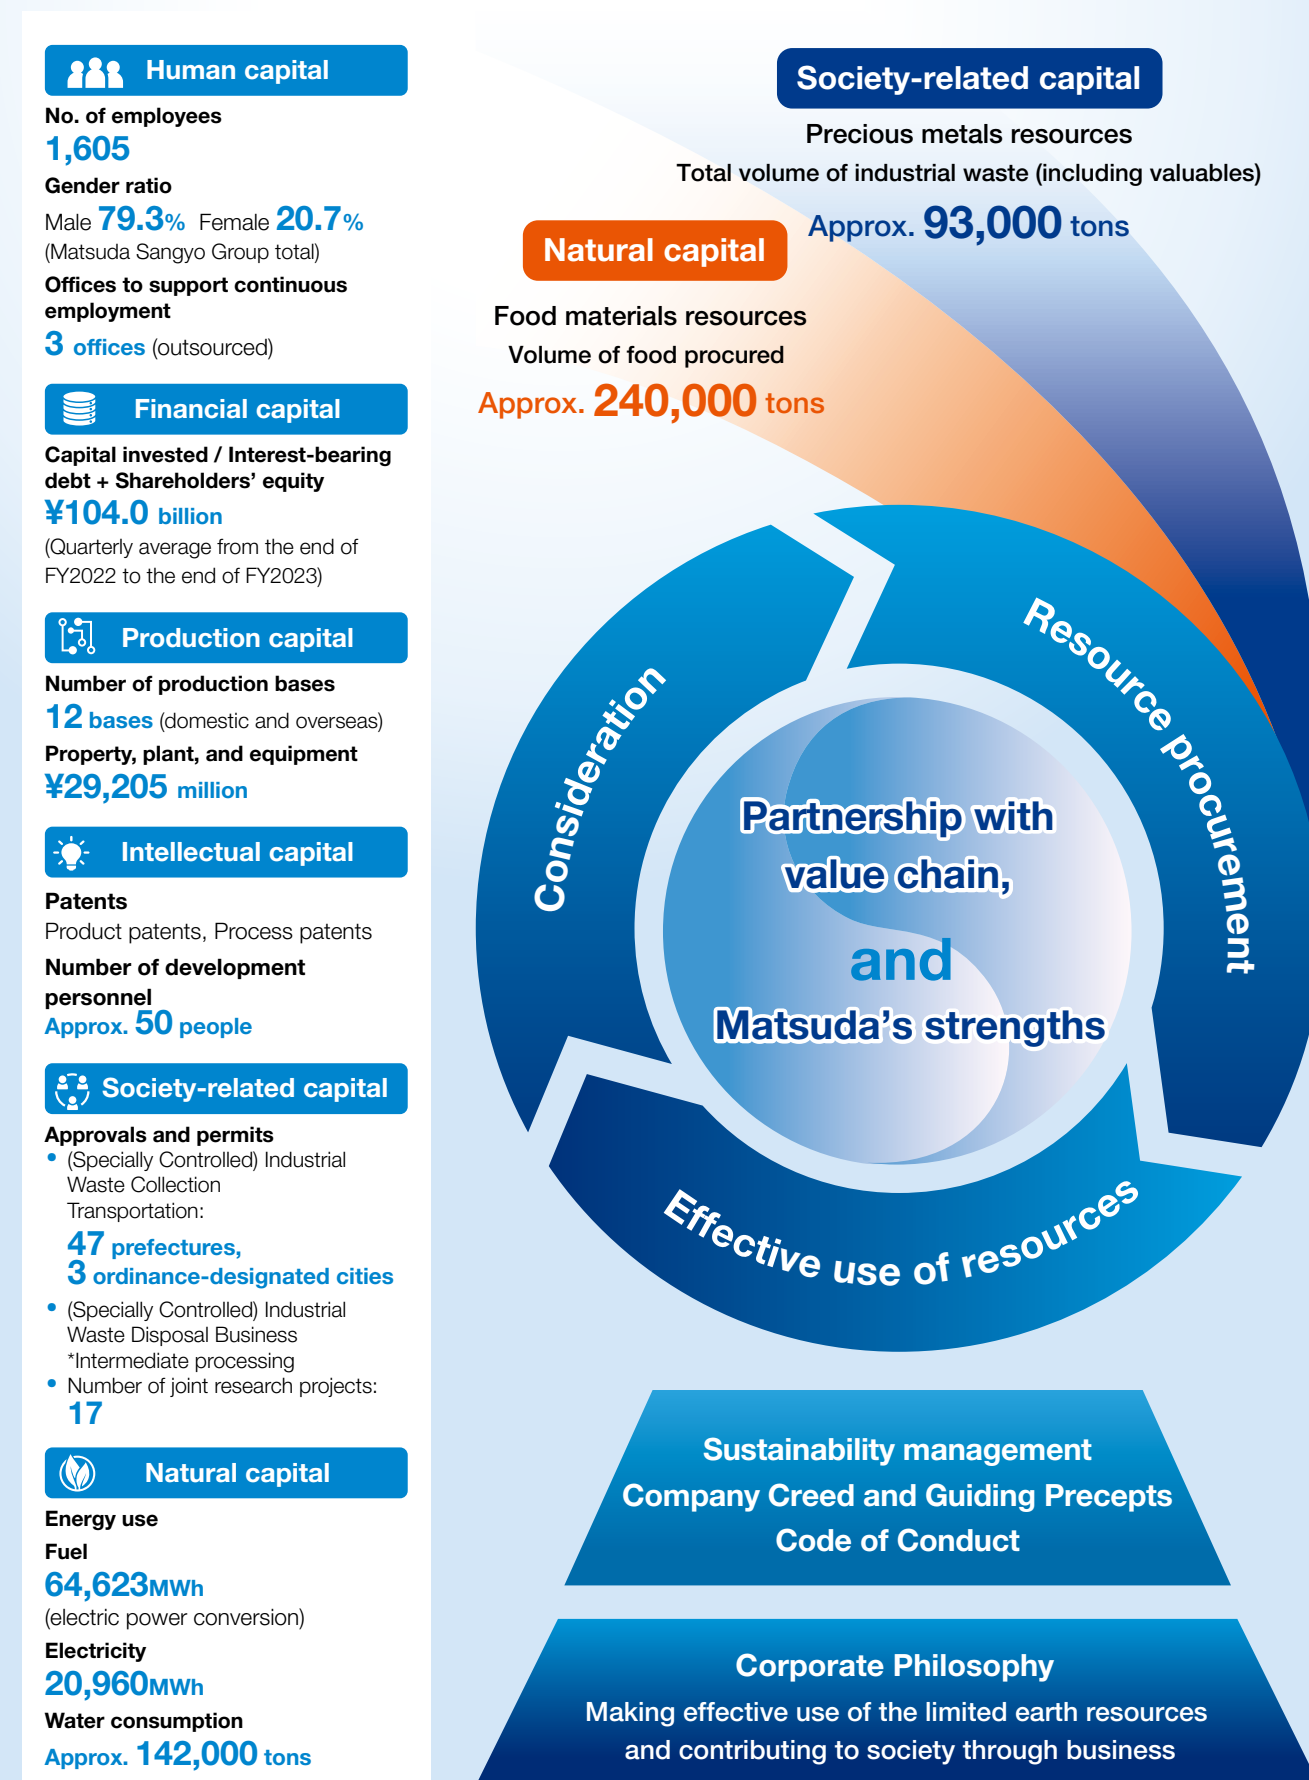 Human capital
No. of employees
1,605
Gender ratio
Male 79.3% Female 20.7%
(Matsuda Sangyo Group total)
Offices to support continuous
employment
3 offices (outsourced)
Financial capital
Capital invested / Interest-bearing
debt + Shareholders' equity
¥104.0 billion
(Quarterly average from the end of
FY2022 to the end of FY2023)
Production capital
Number of production bases
12 bases (domestic and overseas)
Property, plant, and equipment
¥29,205 million
Intellectual capital
Patents
Product patents, Process patents
Number of development
personnel
Approx. 50 people
Society-related capital
Approvals and permits
• (Specially Controlled) Industrial
Waste Collection
Transportation:
47 prefectures,
3 ordinance-designated cities
• (Specially Controlled) Industrial
Waste Disposal Business
*Intermediate processing
• Number of joint research projects:
17
Natural capital
Energy use
Fuel
64,623MWh
(electric power conversion)
Electricity
20,960MWh
Water consumption
Approx. 142,000 tons
Society-related capital
Precious metals resources
Total volume of industrial waste (including valuables)
Approx. 93,000 tons
Natural capital
Food materials resources
Volume of food procured
Approx. 240,000 tons
Consideration
Resource procurement
Effective use of resources
Partnership with
value chain,
and
Matsuda's strengths
Sustainability management
Company Creed and Guiding Precepts
Code of Conduct
Corporate Philosophy
Making effective use of the limited earth resources
and contributing to society through business